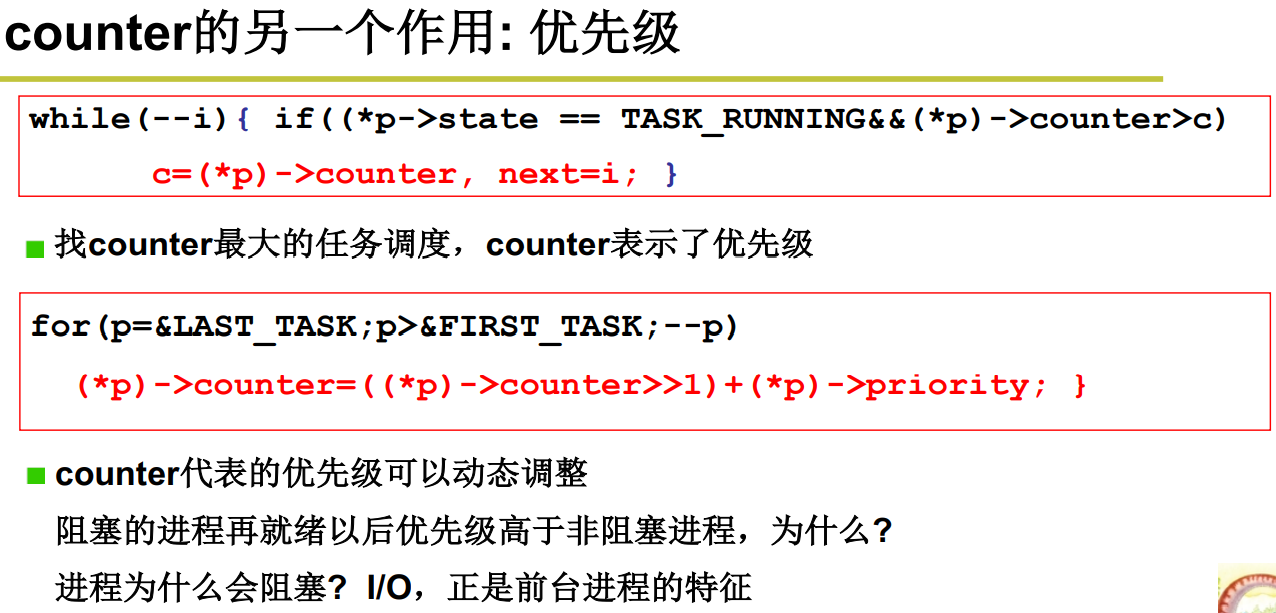 counter的另一个作用: 优先级
while(--i){ if((*p->state == TASK_RUNNING&&(*p)->counter>c)
c=(*p)->counter, next=i; }
找counter最大的任务调度，counter表示了优先级
for(p=&LAST_TASK;p>&FIRST_TASK;--p)
(*p)->counter=((*p)->counter>>1)+(*p)->priority; }
counter代表的优先级可以动态调整
阻塞的进程再就绪以后优先级高于非阻塞进程，为什么?
进程为什么会阻塞? I/O，正是前台进程的特征